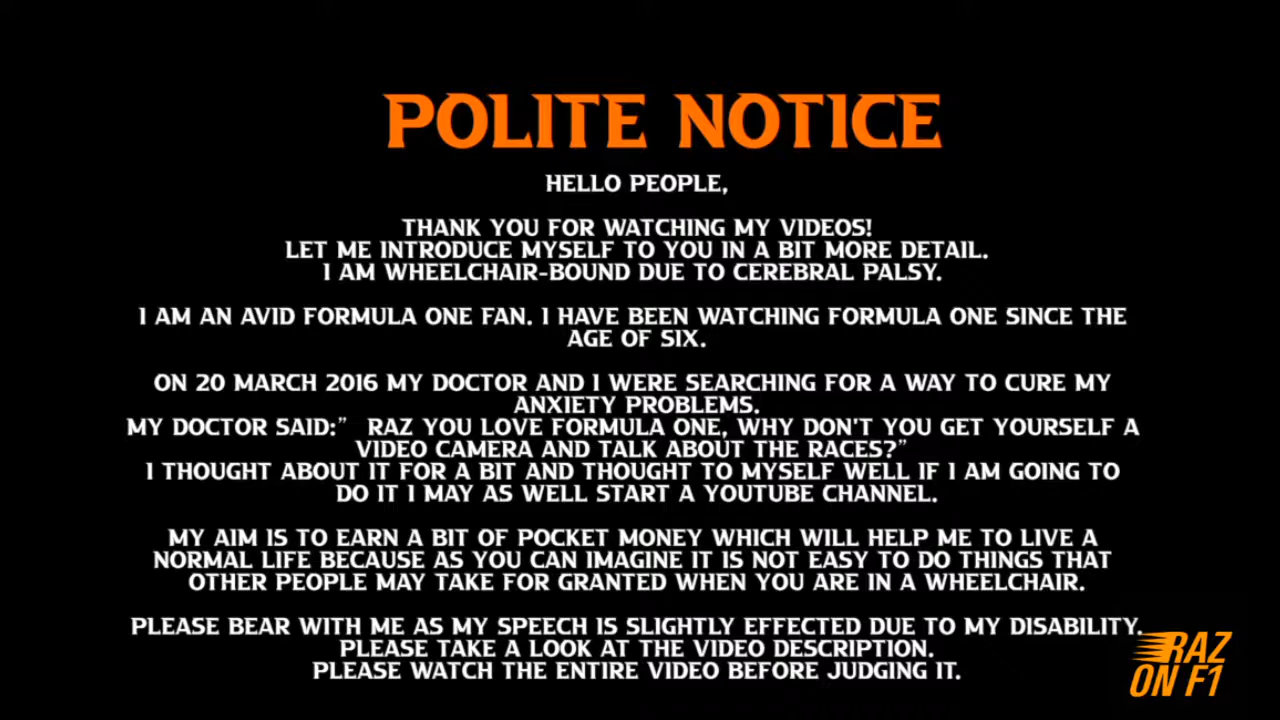 POLITE NOTICE
HELLO PEOPLE,
THANK YOU FOR WATCHING MY VIDEOS!
LET ME INTRODUCE MYSELF TO YOU IN A BIT MORE DETAIL.
I AM WHEELCHAIR-BOUND DUE TO CEREBRAL PALSY.
I AM AN AVID FORMULA ONE FAN. I HAVE BEEN WATCHING FORMULA ONE SINCE THE
AGE OF SIX.
ON 20 MARCH 2016 MY DOCTOR AND I WERE SEARCHING FOR A WAY TO CURE MY
ANXIETY PROBLEMS.
MY DOCTOR SAID:" RAZ YOU LOVE FORMULA ONE, WHY DON'T YOU GET YOURSELF A
VIDEO CAMERA AND TALK ABOUT THE RACES?"
I THOUGHT ABOUT IT FOR A BIT AND THOUGHT TO MYSELF WELL IF I AM GOING TO
DO IT I MAY AS WELL START A YOUTUBE CHANNEL.
MY AIM IS TO EARN A BIT OF POCKET MONEY WHICH WILL HELP ME TO LIVE A
NORMAL LIFE BECAUSE AS YOU CAN IMAGINE IT IS NOT EASY TO DO THINGS THAT
OTHER PEOPLE MAY TAKE FOR GRANTED WHEN YOU ARE IN A WHEELCHAIR.
PLEASE BEAR WITH ME AS MY SPEECH IS SLIGHTLY EFFECTED DUE TO MY DISABILITY.
PLEASE TAKE A LOOK AT THE VIDEO DESCRIPTION.
PLEASE WATCH THE ENTIRE VIDEO BEFORE JUDGING IT.
RAZ
ON F1